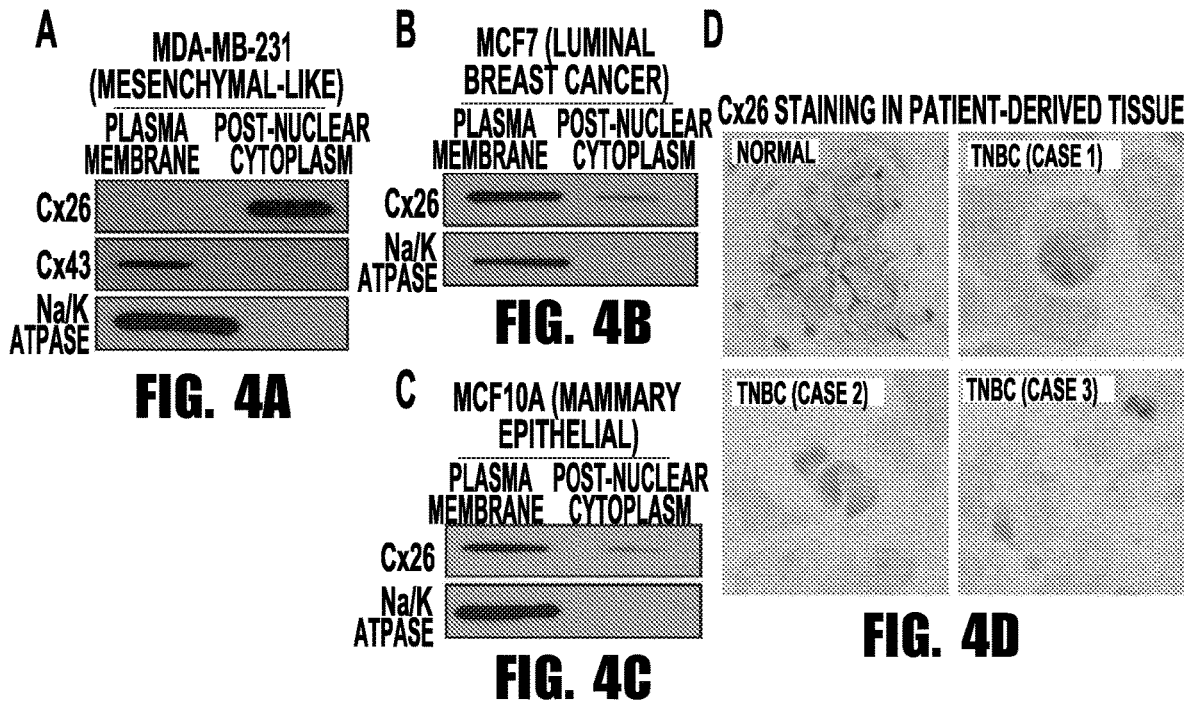 A
MDA-MB-231
(MESENCHYMAL-LIKE)
PLASMA POST-NUCLEAR
MEMBRANE CYTOPLASM
Cx26
Cx43
Na/K
ATPASE
FIG. 4A
B
MCF7 (LUMINAL
BREAST CANCER)
PLASMA POST-NUCLEAR
MEMBRANE CYTOPLASM
Cx26
Na/K
ATPASE
FIG. 4B
C
MCF10A (MAMMARY
EPITHELIAL)
PLASMA POST-NUCLEAR
MEMBRANE CYTOPLASM
Cx26
Na/K
ATPASE
FIG. 4C
D
Cx26 STAINING IN PATIENT-DERIVED TISSUE
NORMAL
TNBC (CASE 1)
TNBC (CASE 2)
TNBC (CASE 3)
FIG. 4D